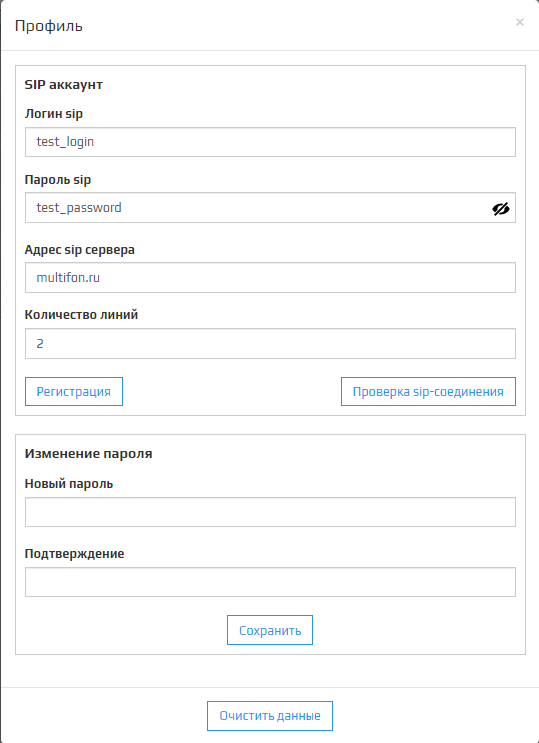 Профиль
×
SIP аккаунт
Логин sip
test_login
Пароль sip
test_password
Адрес sip сервера
multifon.ru
Количество линий
2
Регистрация
Проверка sip-соединения
Изменение пароля
Новый пароль
Подтверждение
Сохранить
Очистить данные